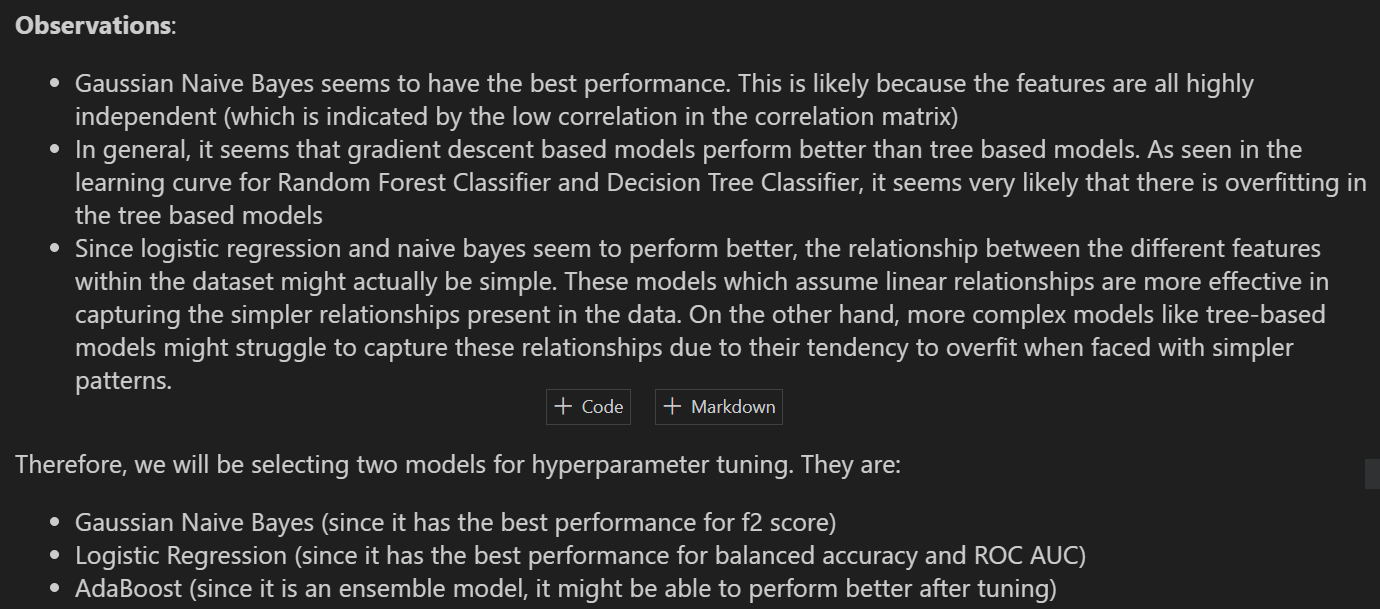 Observations:
• Gaussian Naive Bayes seems to have the best performance. This is likely because the features are all highly
independent (which is indicated by the low correlation in the correlation matrix)
• In general, it seems that gradient descent based models perform better than tree based models. As seen in the
learning curve for Random Forest Classifier and Decision Tree Classifier, it seems very likely that there is overfitting in
the tree based models
• Since logistic regression and naive bayes seem to perform better, the relationship between the different features
within the dataset might actually be simple. These models which assume linear relationships are more effective in
capturing the simpler relationships present in the data. On the other hand, more complex models like tree-based
models might struggle to capture these relationships due to their tendency to overfit when faced with simpler
patterns.
+ Code + Markdown
Therefore, we will be selecting two models for hyperparameter tuning. They are:
• Gaussian Naive Bayes (since it has the best performance for f2 score)
• Logistic Regression (since it has the best performance for balanced accuracy and ROC AUC)
• AdaBoost (since it is an ensemble model, it might be able to perform better after tuning)